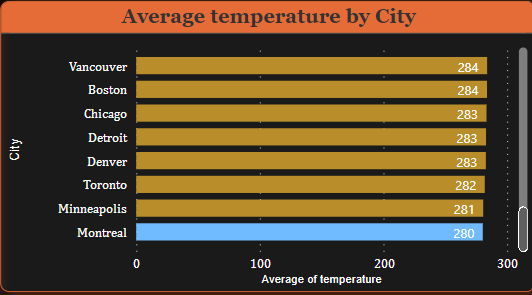 Average temperature by City
City
Vancouver 284
Boston 284
Chicago 283
Detroit 283
Denver 283
Toronto 282
Minneapolis 281
Montreal 280
0 100 200 300
Average of temperature